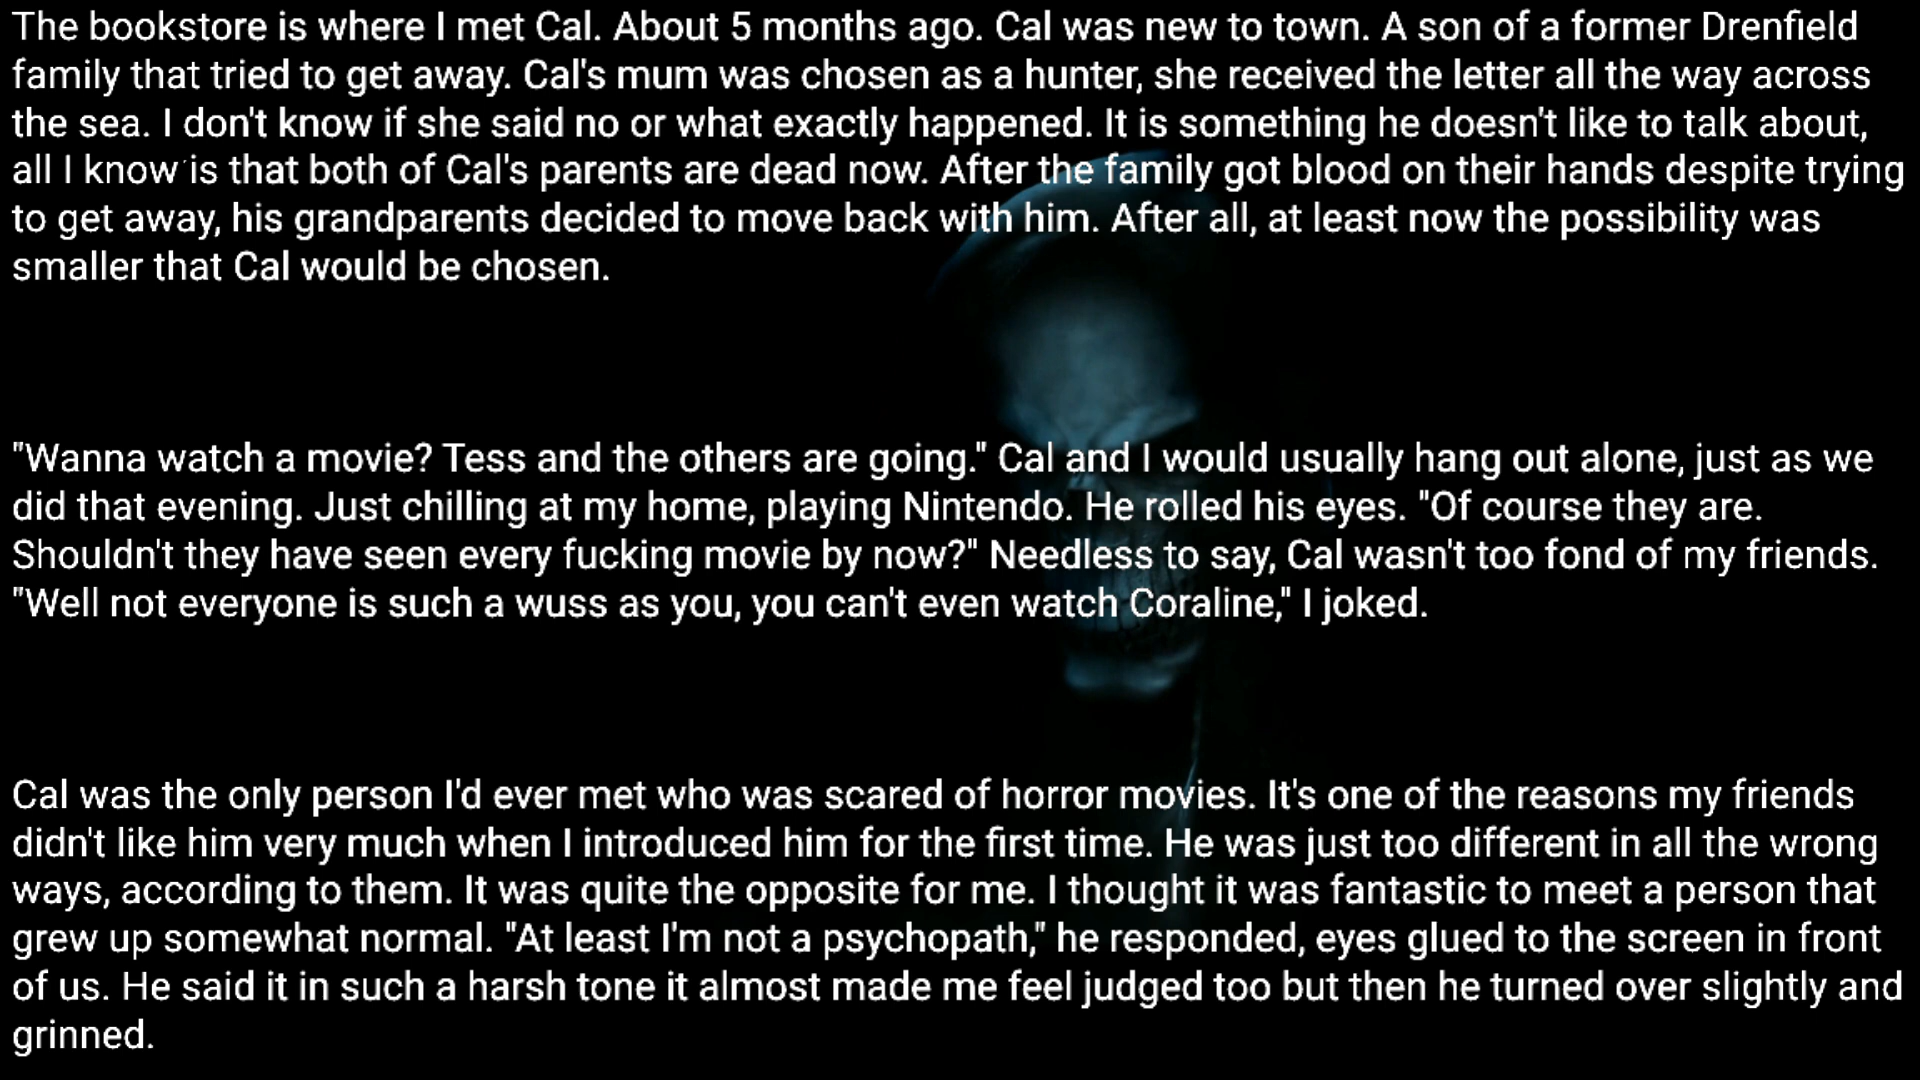 The bookstore is where I met Cal. About 5 months ago. Cal was new to town. A son of a former Drenfield
family that tried to get away. Cal's mum was chosen as a hunter, she received the letter all the way across
the sea. I don't know if she said no or what exactly happened. It is something he doesn't like to talk about,
all I know is that both of Cal's parents are dead now. After the family got blood on their hands despite trying
to get away, his grandparents decided to move back with him. After all, at least now the possibility was
smaller that Cal would be chosen.
"Wanna watch a movie? Tess and the others are going." Cal and I would usually hang out alone, just as we
did that evening. Just chilling at my home, playing Nintendo. He rolled his eyes. "Of course they are.
Shouldn't they have seen every fucking movie by now?" Needless to say, Cal wasn't too fond of my friends.
"Well not everyone is such a wuss as you, you can't even watch Coraline," I joked.
Cal was the only person I'd ever met who was scared of horror movies. It's one of the reasons my friends
didn't like him very much when I introduced him for the first time. He was just too different in all the wrong
ways, according to them. It was quite the opposite for me. I thought it was fantastic to meet a person that
grew up somewhat normal. "At least I'm not a psychopath," he responded, eyes glued to the screen in front
of us. He said it in such a harsh tone it almost made me feel judged too but then he turned over slightly and
grinned.